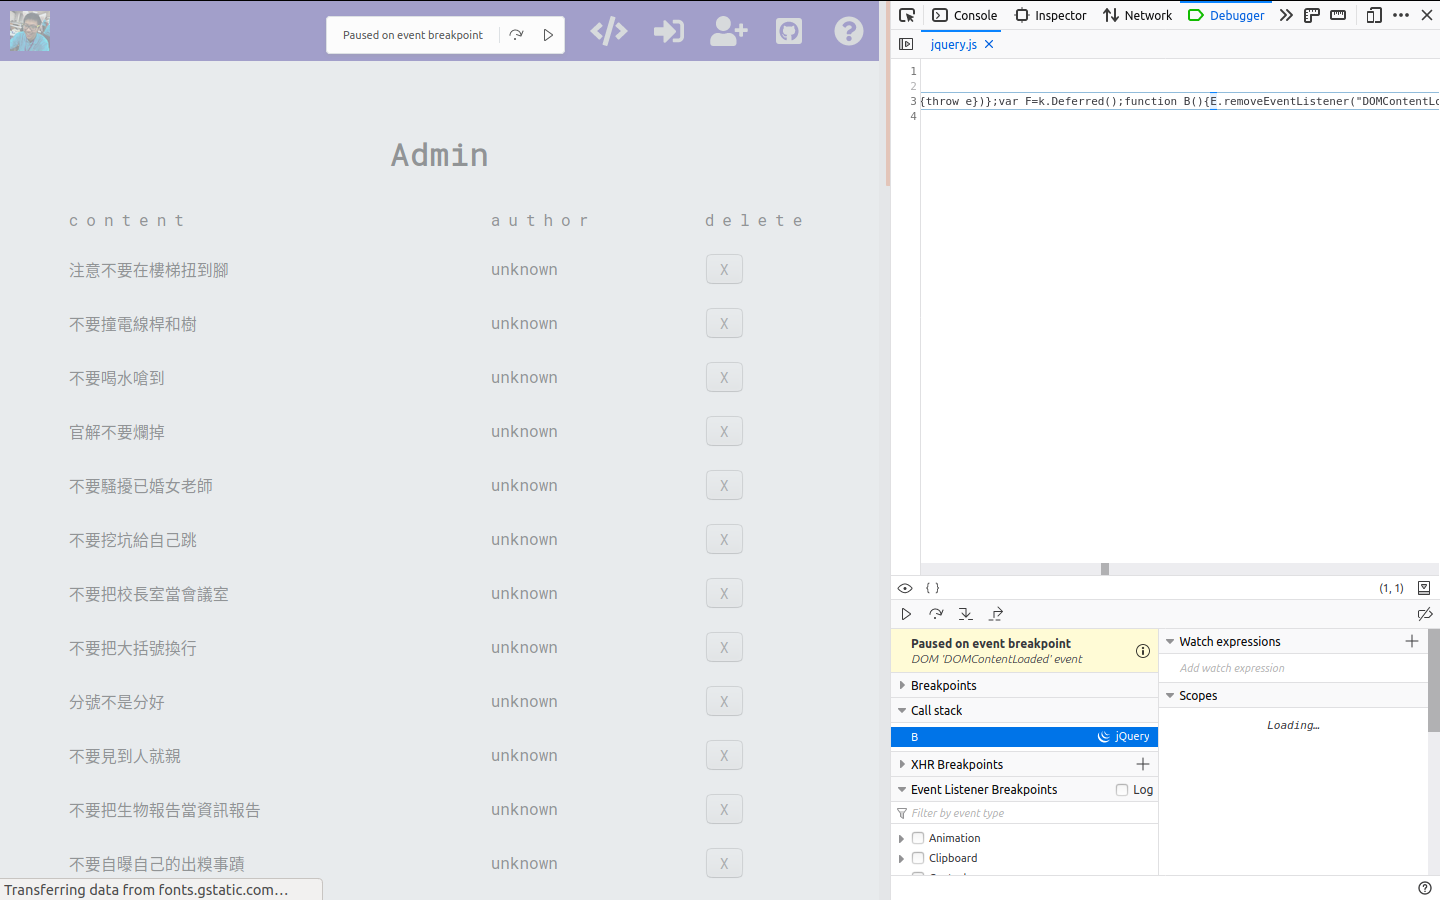 Paused on event breakpoint
Admin
content author delete
注意不要在樓梯扭到腳 unknown X
不要撞電線桿和樹 unknown X
不要喝水嗆到 unknown X
官解不要爛掉 unknown X
不要騷擾已婚女老師 unknown X
不要挖坑給自己跳 unknown X
不要把校長室當會議室 unknown X
不要把大括號換行 unknown X
分號不是分好 unknown X
不要見到人就親 unknown X
不要把生物報告當資訊報告 unknown X
不要自曝自己的出糗事蹟 unknown X
Transferring data from fonts.gstatic.com…
Console Inspector Network Debugger
jquery.js
1
2
3 {throw e})};var F=k.Deferred();function B(){E.removeEventListener("DOMContentLo
4
{ } (1, 1)
Paused on event breakpoint
DOM 'DOMContentLoaded' event
Breakpoints
Call stack
B jQuery
XHR Breakpoints
Event Listener Breakpoints Log
Filter by event type
Animation
Clipboard
Watch expressions
Add watch expression
Scopes
Loading…